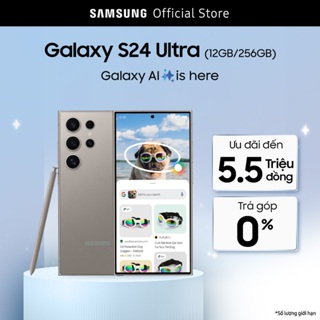 SAMSUNG | Official Store
Galaxy S24 Ultra (12GB/256GB)
Galaxy AI is here
Ưu đãi đến
5.5 Triệu đồng
Trả góp
0%
SAMSUNG
*Số lượng giới hạn